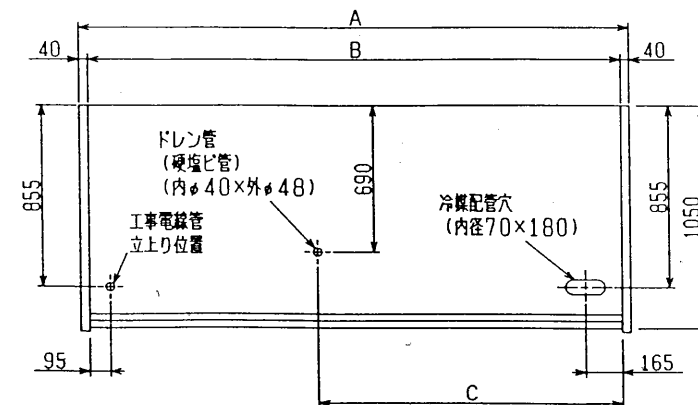 A
40
B
40
ドレン管
(硬塩ビ管)
(内φ40×外φ48)
690
855
工事電線管
立上り位置
冷媒配管穴
(内径70×180)
855
1050
95
165
C